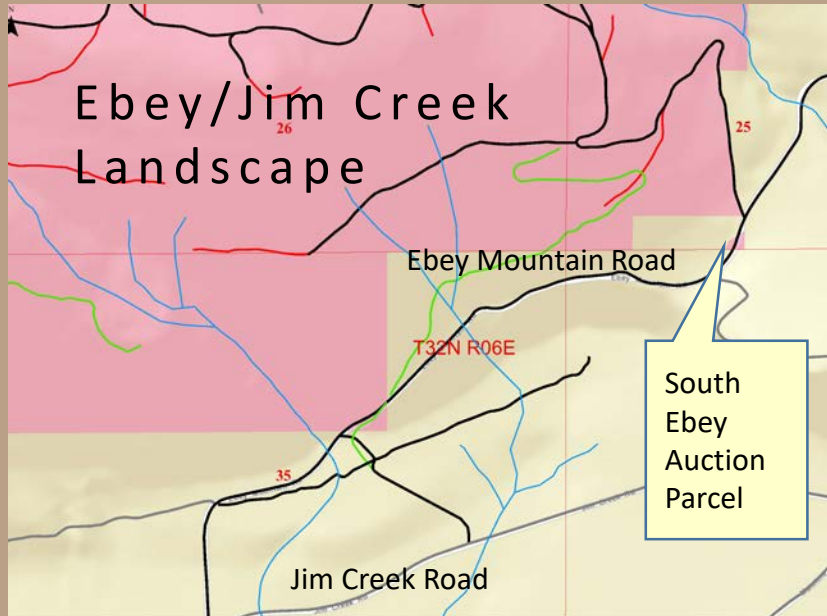 Ebey/Jim Creek
26
Landscape
25
Ebey Mountain Road
T32N R06E
South
Ebey
Auction
Parcel
35
Jim Creek Road